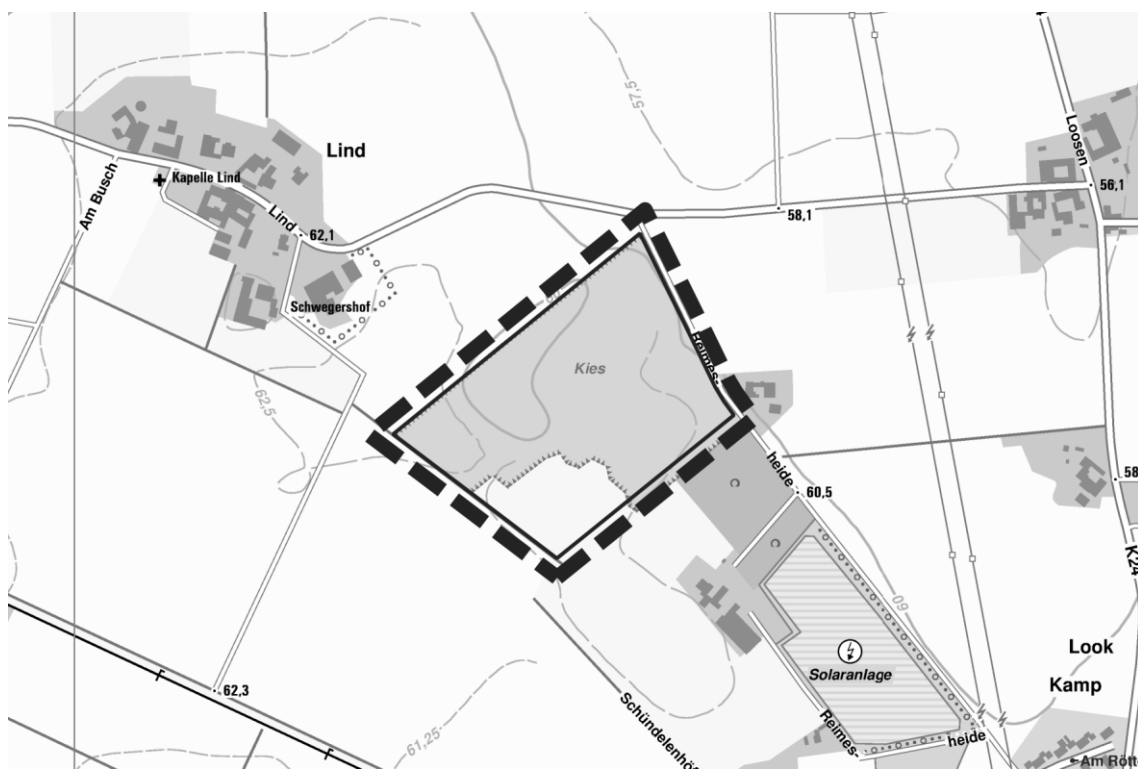 57,5
Loosen
Lind
Kapelle Lind
56,1
Am Busch
Lind
58,1
62,1
Schwegershof
Reimes-
Kies
62,5
heide
60,5
58
K24
60
Look
Solaranlage
Kamp
62,3
Schündelenhöf
Reimes-
61,25
heide
Am Rött